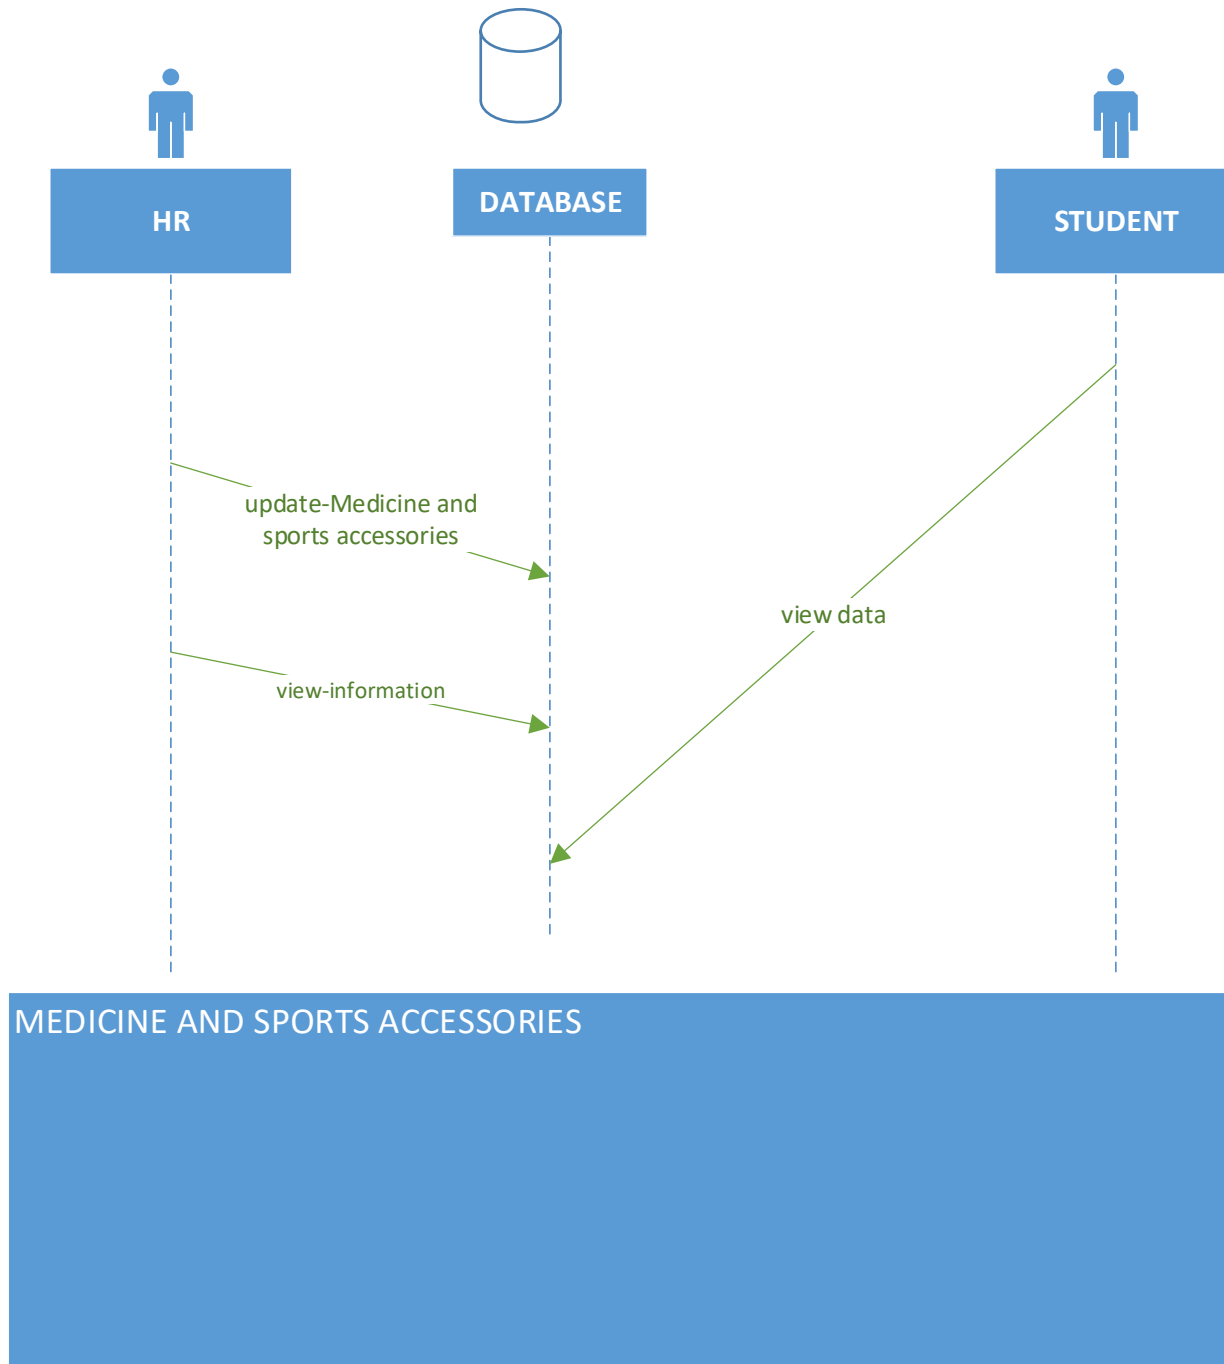 HR
DATABASE
STUDENT
update-Medicine and
sports accessories
view data
view-information
MEDICINE AND SPORTS ACCESSORIES